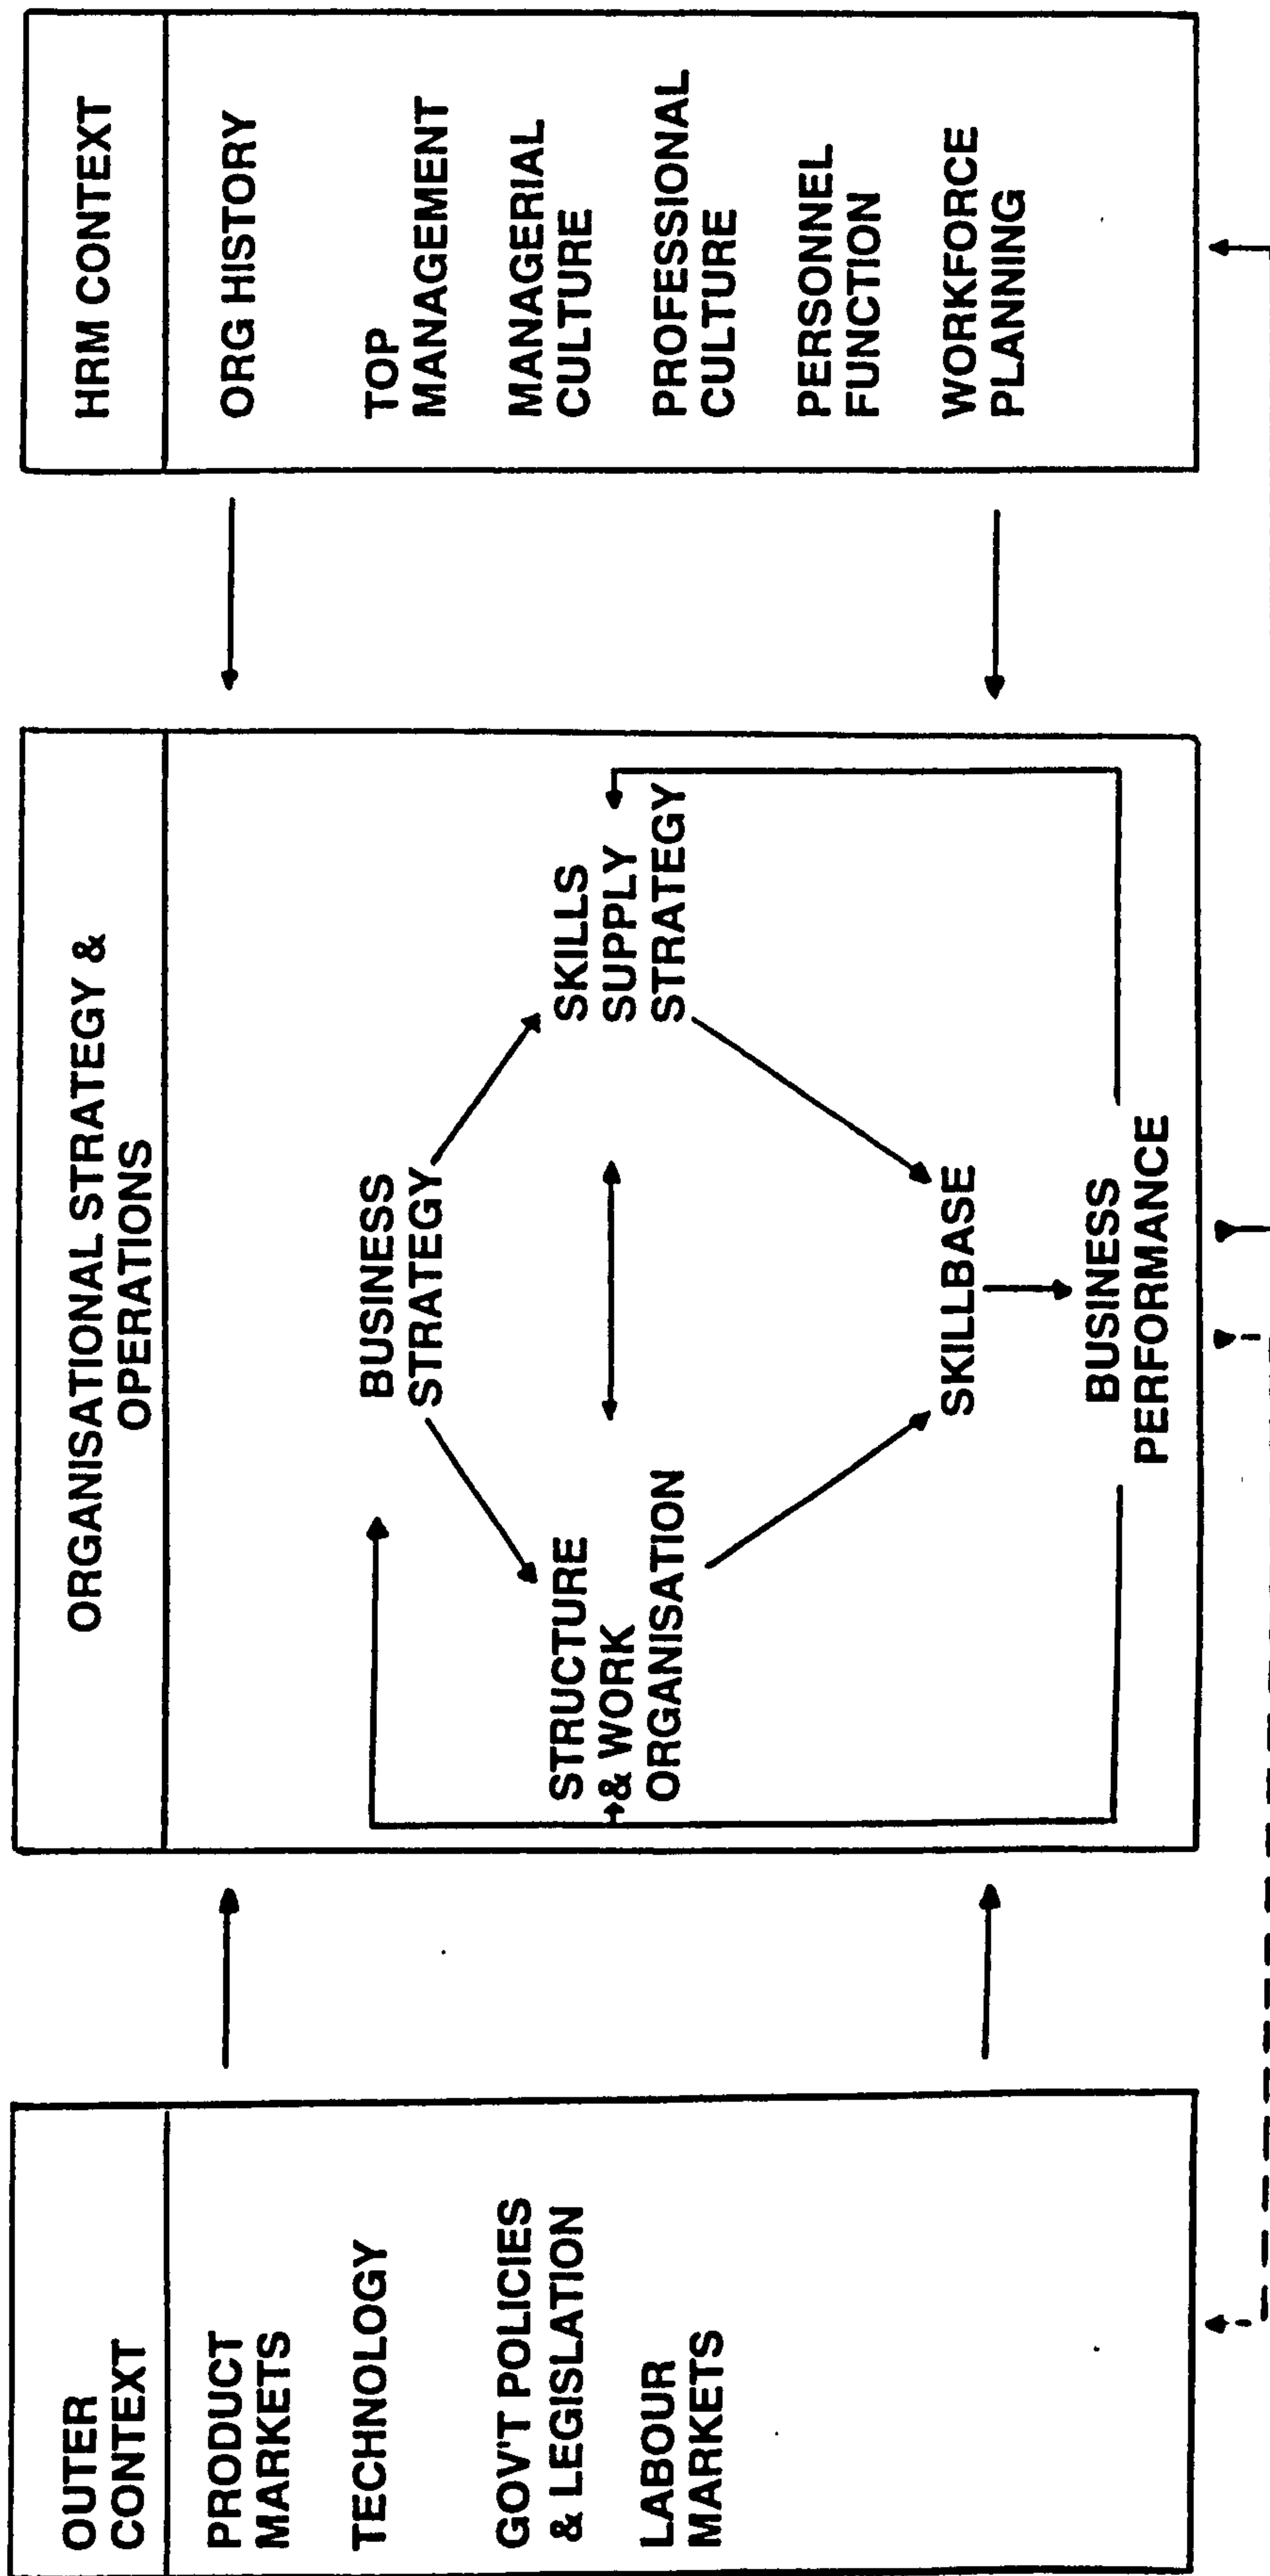 OUTER
CONTEXT
PRODUCT
MARKETS
TECHNOLOGY
GOV'T POLICIES
& LEGISLATION
LABOUR
MARKETS
ORGANISATIONAL STRATEGY &
OPERATIONS
BUSINESS
STRATEGY
STRUCTURE
& WORK
ORGANISATION
SKILLS
SUPPLY
STRATEGY
SKILLBASE
BUSINESS
PERFORMANCE
HRM CONTEXT
ORG HISTORY
TOP
MANAGEMENT
MANAGERIAL
CULTURE
PROFESSIONAL
CULTURE
PERSONNEL
FUNCTION
WORKFORCE
PLANNING